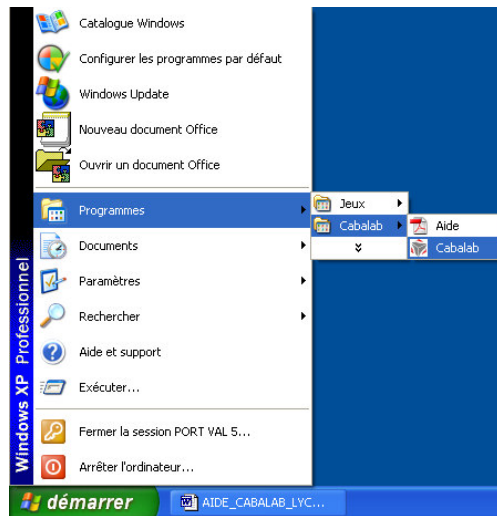 Catalogue Windows
Configurer les programmes par défaut
Windows Update
Nouveau document Office
Ouvrir un document Office
Programmes
Jeux
Cabalab
Aide
Cabalab
Documents
Paramètres
Rechercher
Aide et support
Exécuter...
Fermer la session PORT VAL 5...
Arrêter l'ordinateur...
Windows XP Professionnel
démarrer
AIDE_CABALAB_LYC...